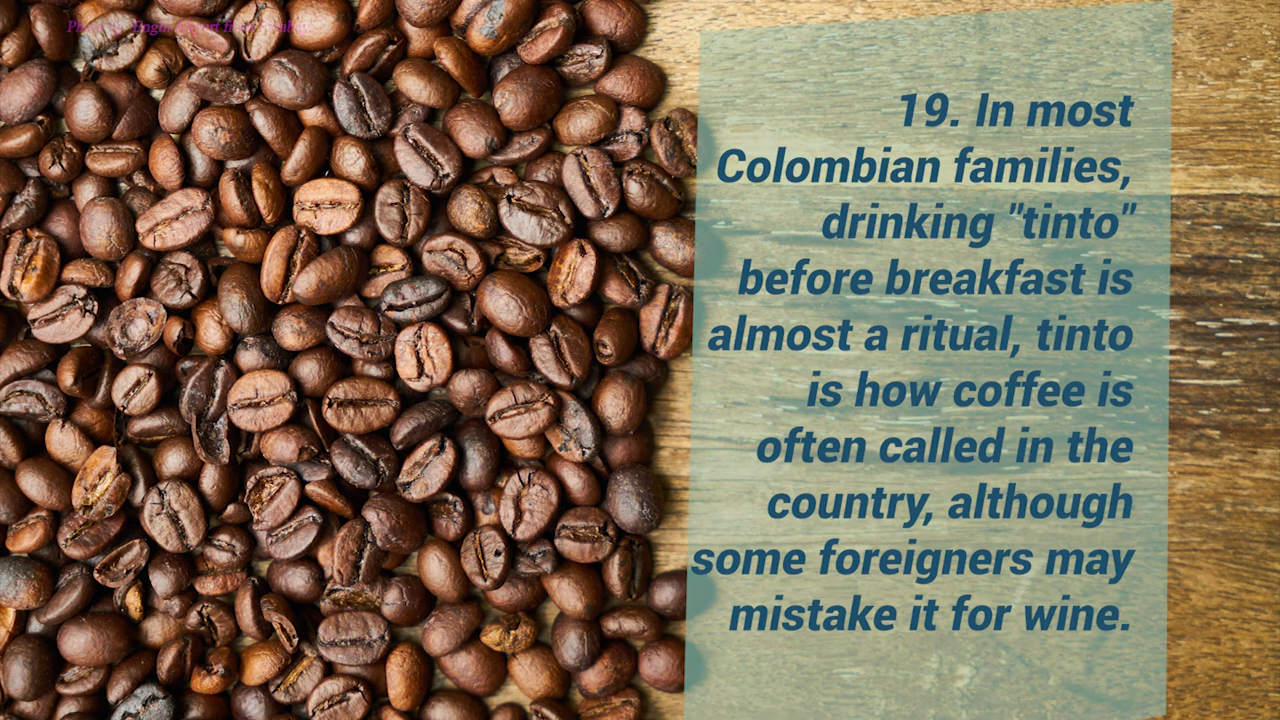 19. In most
Colombian families,
drinking "tinto"
before breakfast is
almost a ritual, tinto
is how coffee is
often called in the
country, although
some foreigners may
mistake it for wine.